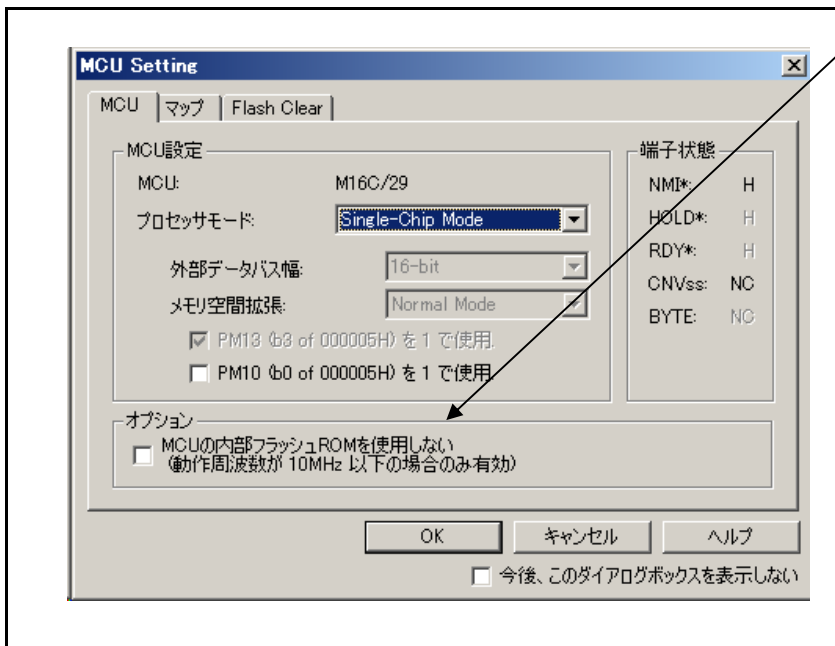 MCU Setting
MCU マップ Flash Clear
MCU設定
MCU: M16C/29
プロセッサモード: Single-Chip Mode
外部データバス幅: 16-bit
メモリ空間拡張: Normal Mode
PM13 (b3 of 000005H) を 1 で使用.
PM10 (b0 of 000005H) を 1 で使用.
端子状態
NMI*: H
HOLD*: H
RDY*: H
CNVss: NC
BYTE: NC
オプション
MCUの内部フラッシュROMを使用しない
(動作周波数が 10MHz 以下の場合のみ有効)
OK キャンセル ヘルプ
今後、このダイアログボックスを表示しない